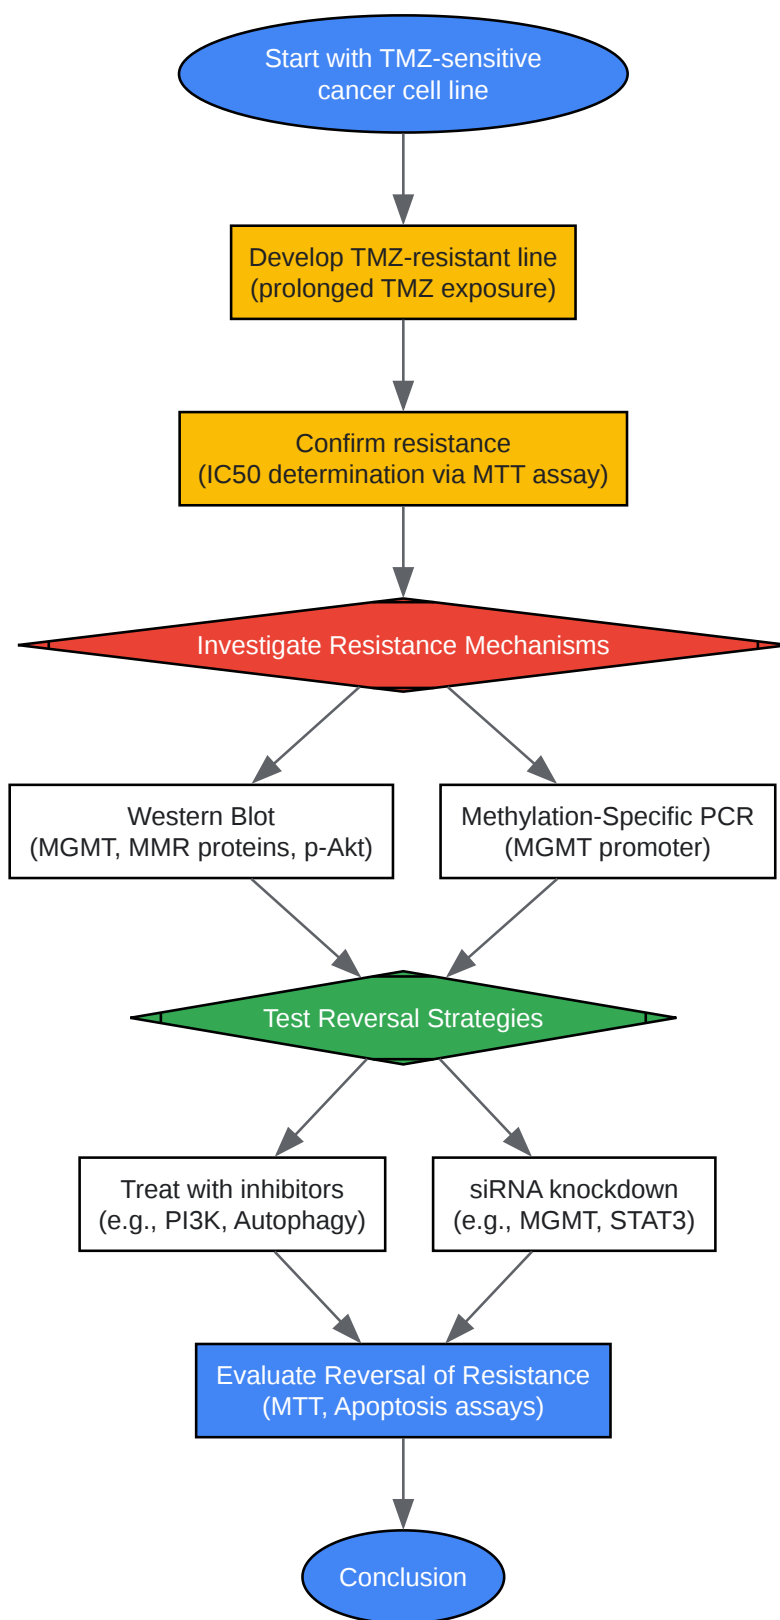 Start with TMZ-sensitive
cancer cell line
Develop TMZ-resistant line
(prolonged TMZ exposure)
Confirm resistance
(IC50 determination via MTT assay)
Investigate Resistance Mechanisms
Western Blot
(MGMT, MMR proteins, p-Akt)
Methylation-Specific PCR
(MGMT promoter)
Test Reversal Strategies
Treat with inhibitors
(e.g., PI3K, Autophagy)
siRNA knockdown
(e.g., MGMT, STAT3)
Evaluate Reversal of Resistance
(MTT, Apoptosis assays)
Conclusion